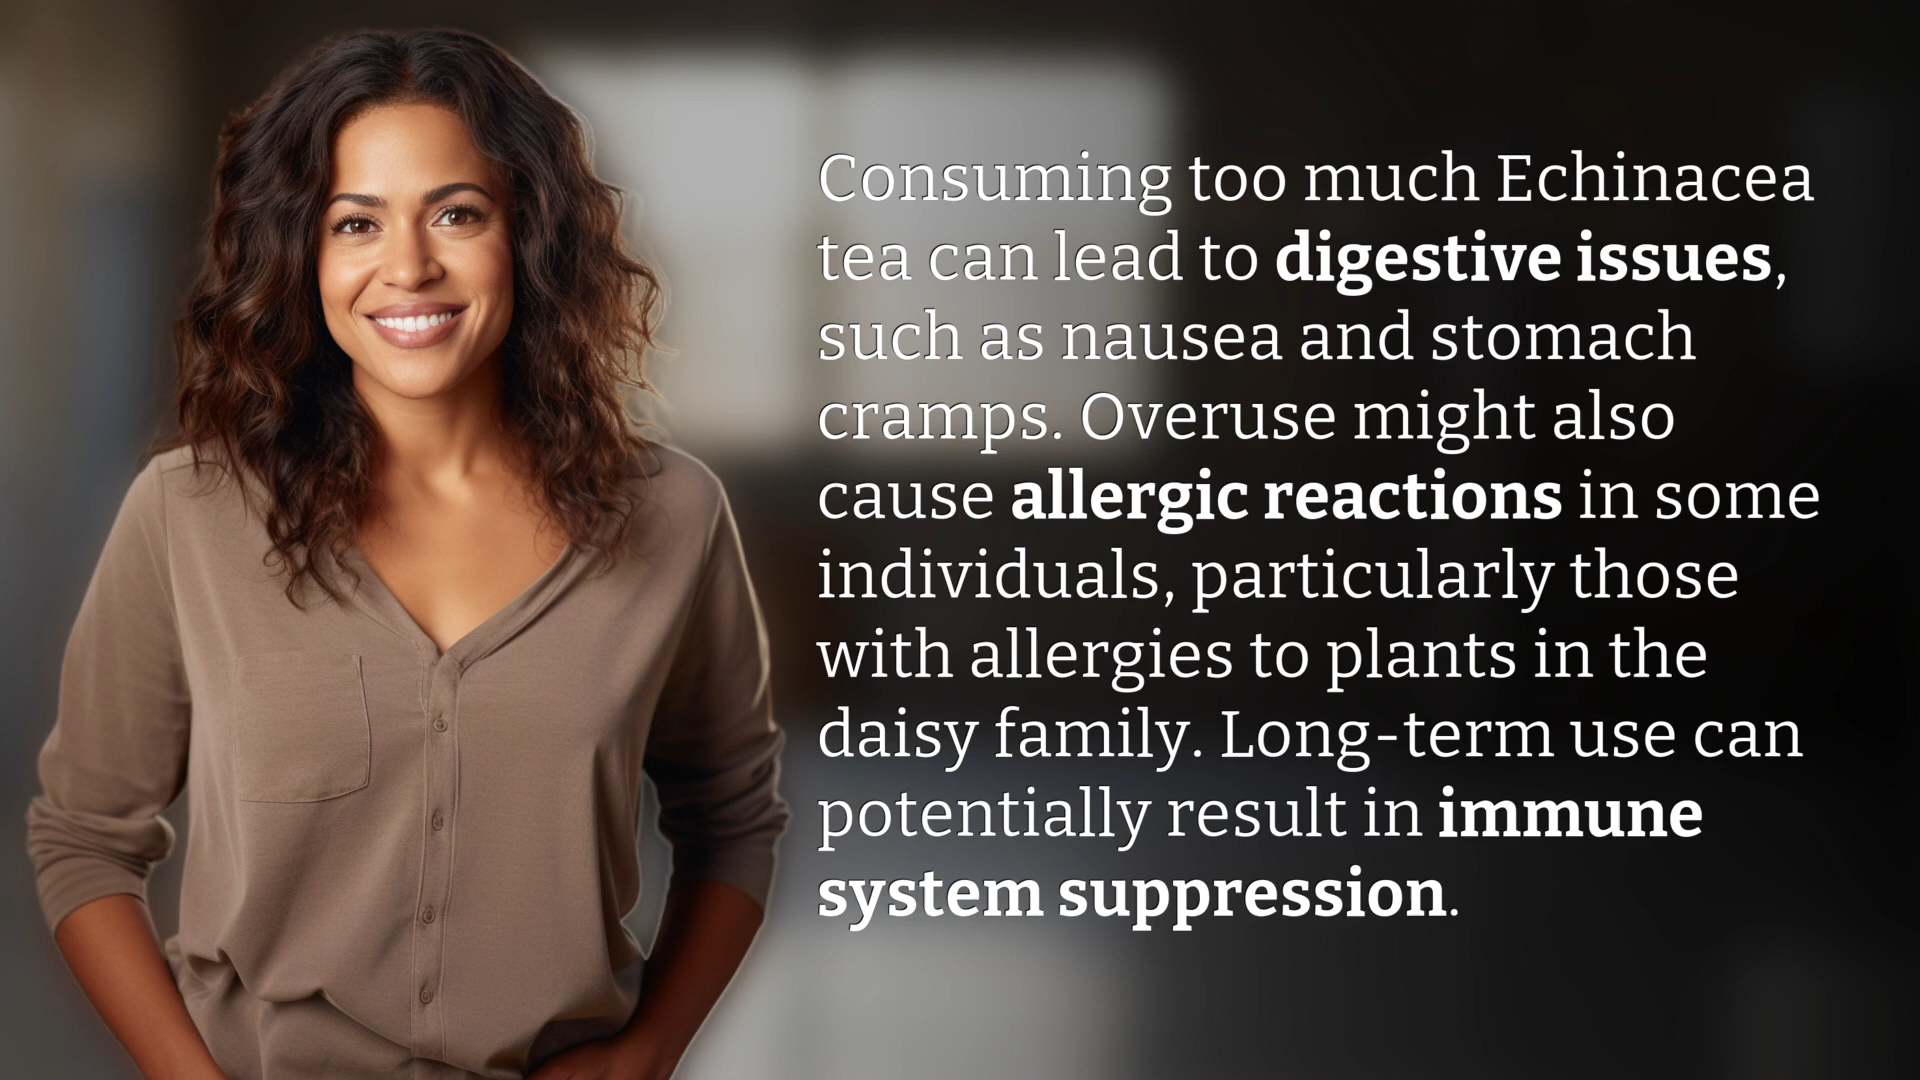 Consuming too much Echinacea
tea can lead to digestive issues,
such as nausea and stomach
cramps. Overuse might also
cause allergic reactions in some
individuals, particularly those
with allergies to plants in the
daisy family. Long-term use can
potentially result in immune
system suppression.